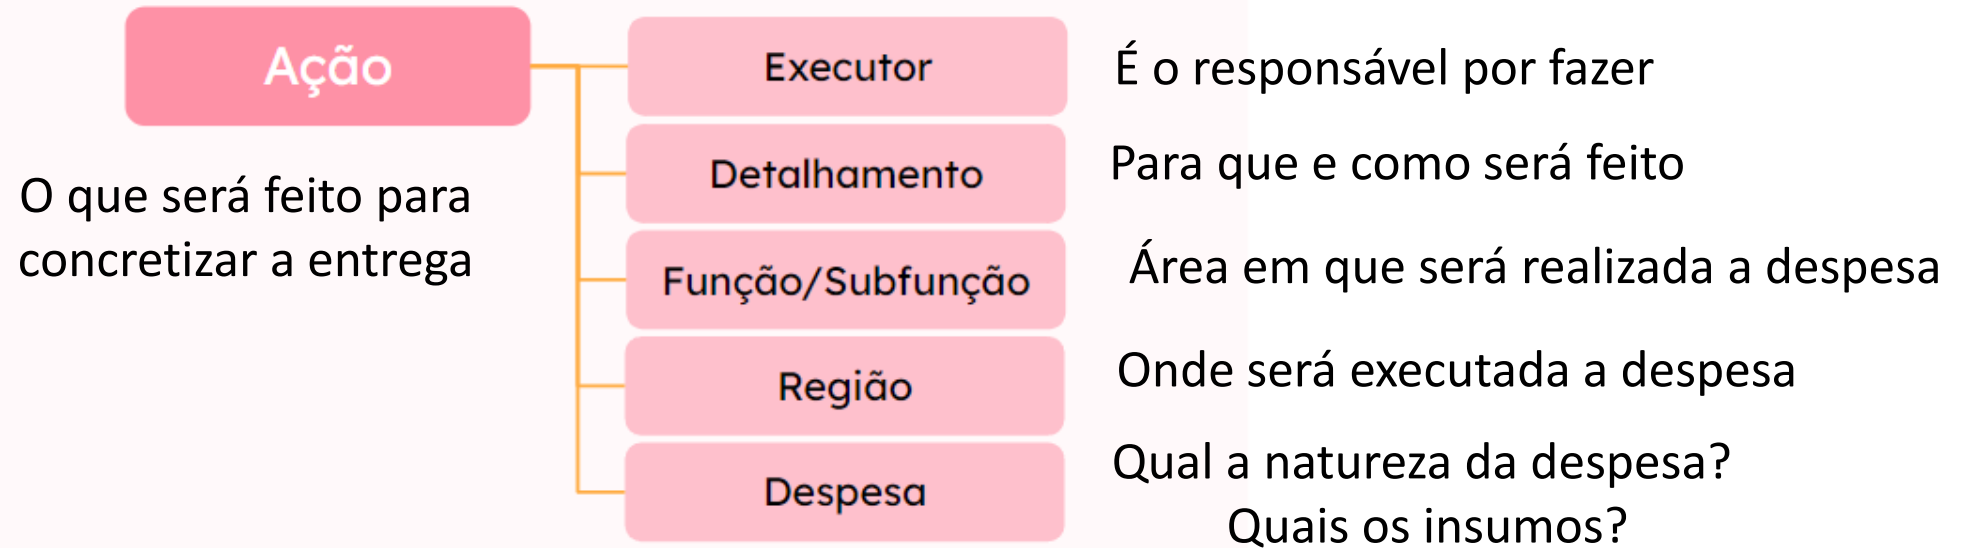 Ação
O que será feito para
concretizar a entrega
Executor
É o responsável por fazer
Detalhamento
Para que e como será feito
Função/Subfunção
Área em que será realizada a despesa
Região
Onde será executada a despesa
Despesa
Qual a natureza da despesa?
Quais os insumos?